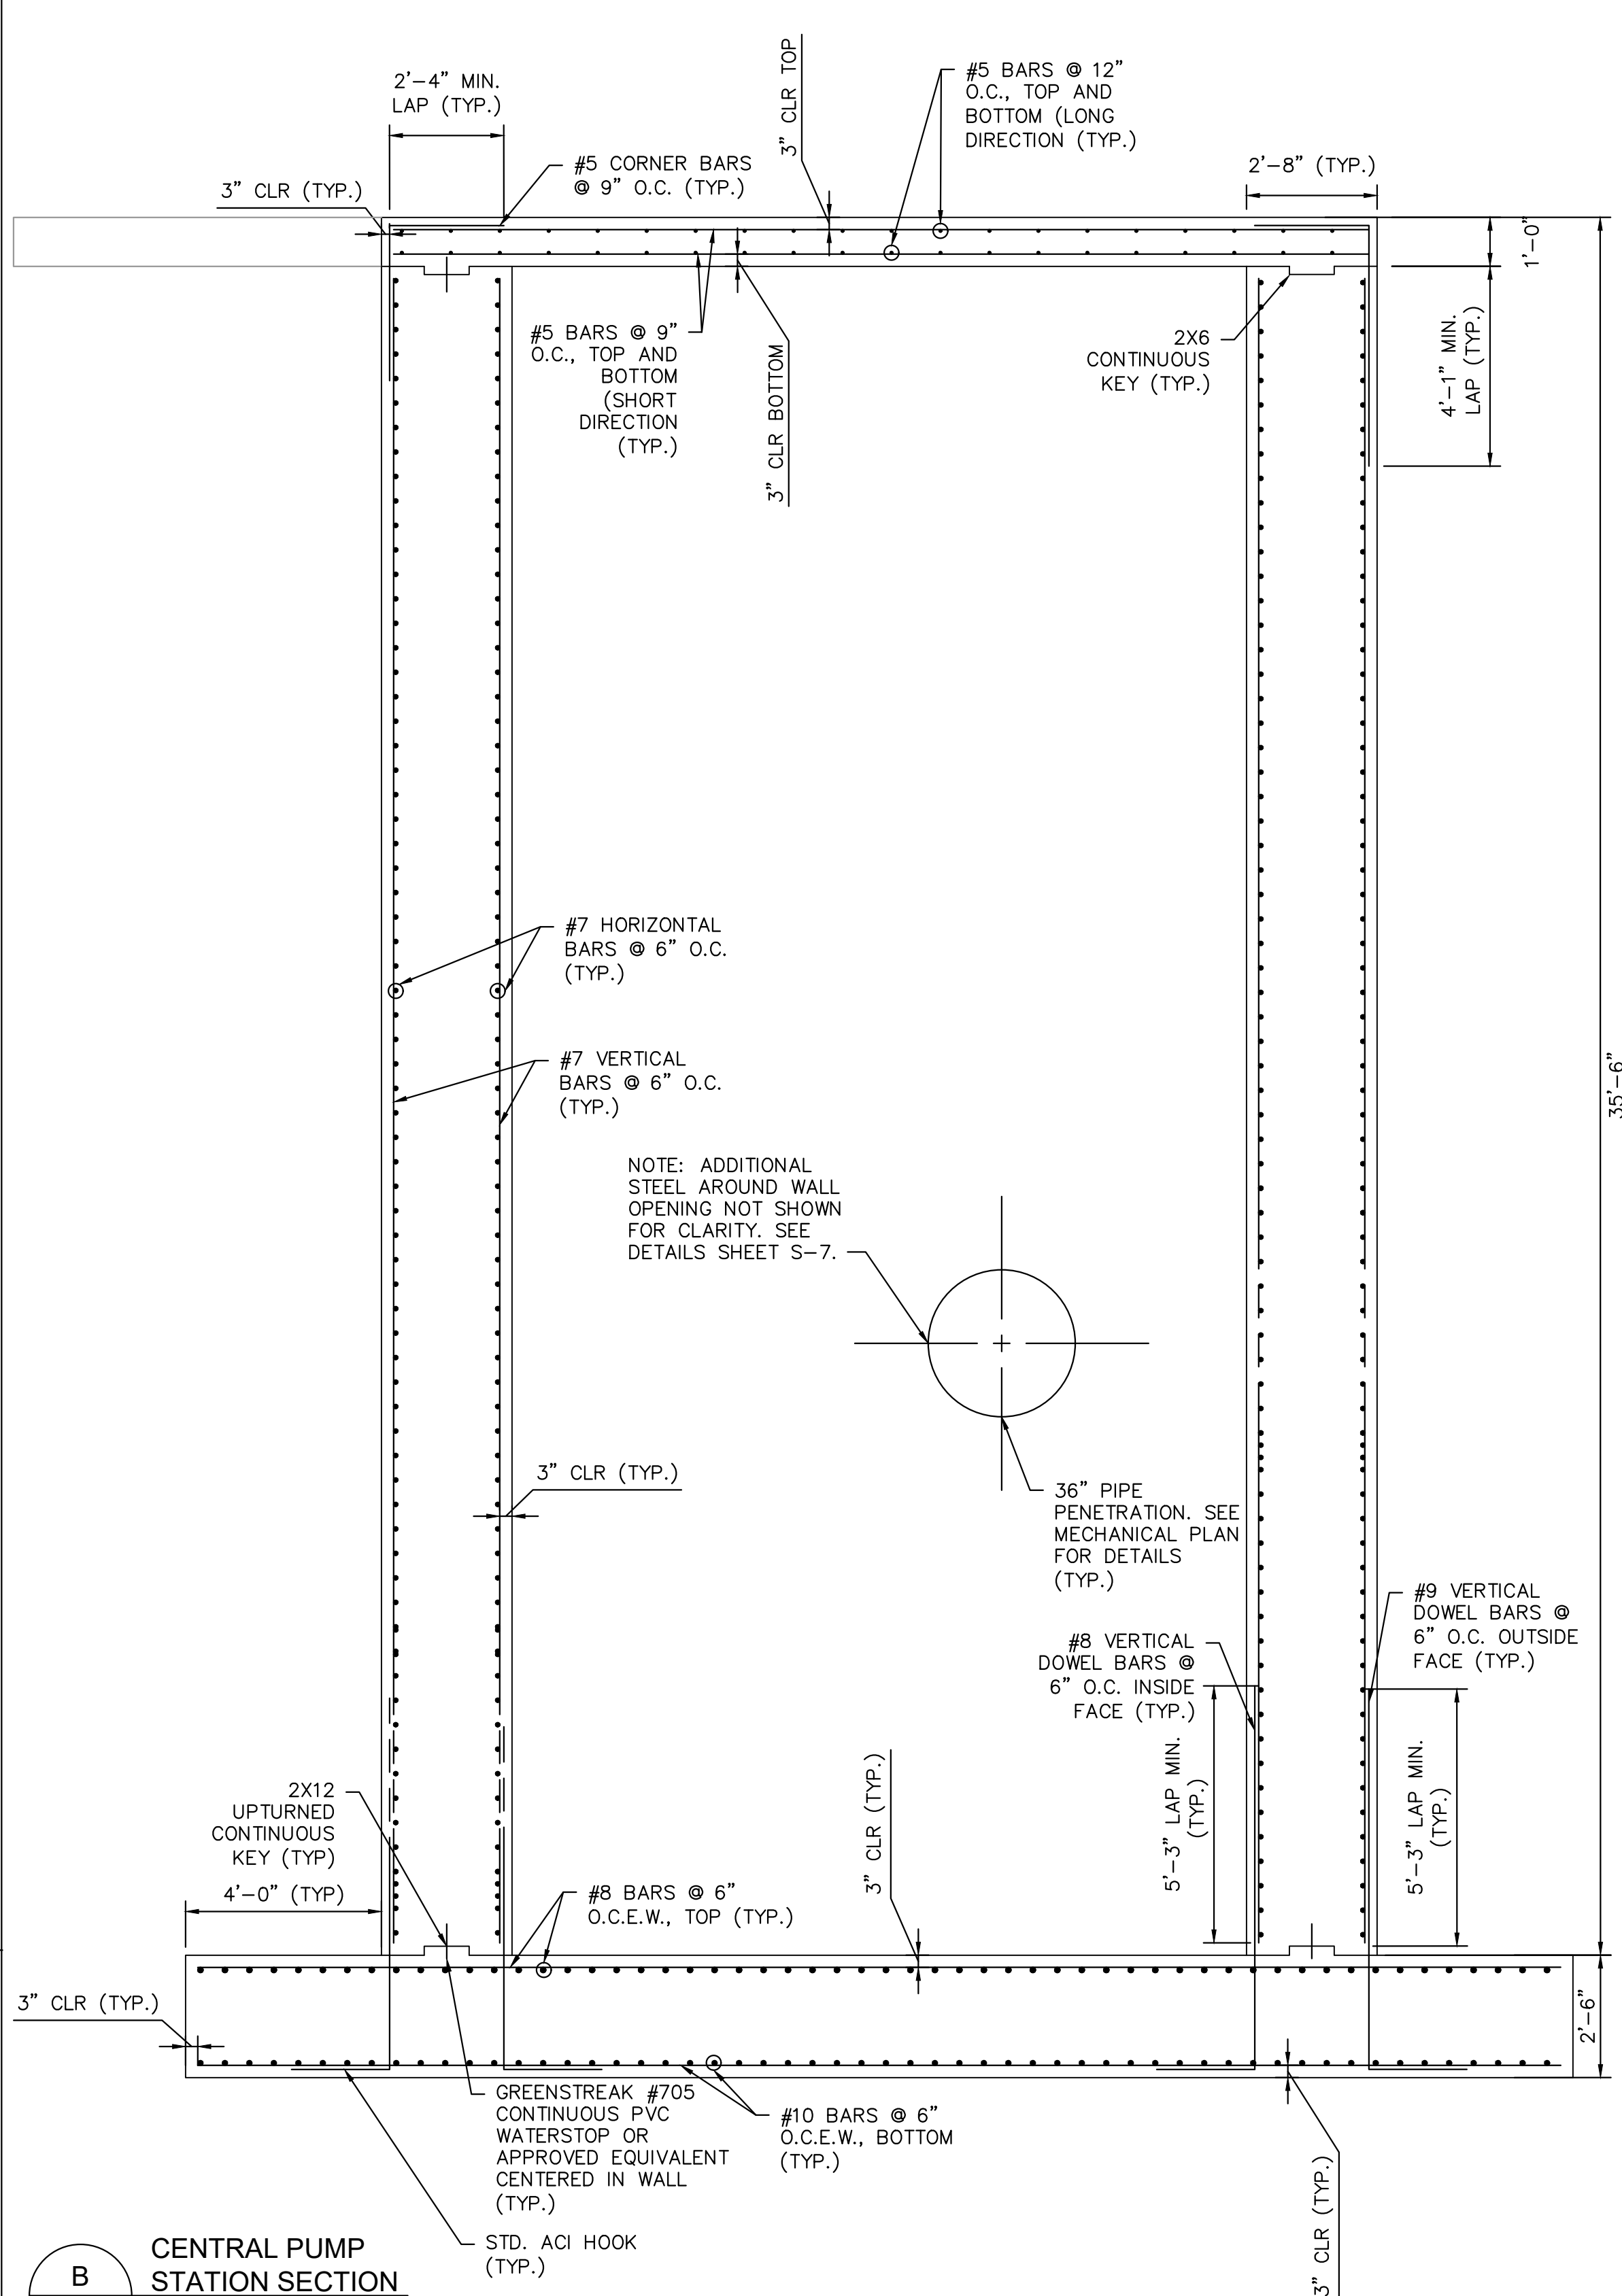 2'-4" MIN.
LAP (TYP.)
3" CLR TOP
#5 BARS @ 12"
O.C., TOP AND
BOTTOM (LONG
DIRECTION (TYP.)
#5 CORNER BARS
@ 9" O.C. (TYP.)
2'-8" (TYP.)
3" CLR (TYP.)
1'-0"
#5 BARS @ 9"
O.C., TOP AND
BOTTOM
(SHORT
DIRECTION
(TYP.)
3" CLR BOTTOM
2X6
CONTINUOUS
KEY (TYP.)
4'-1" MIN.
LAP (TYP.)
#7 HORIZONTAL
BARS @ 6" O.C.
(TYP.)
#7 VERTICAL
BARS @ 6" O.C.
(TYP.)
35'-6"
NOTE: ADDITIONAL
STEEL AROUND WALL
OPENING NOT SHOWN
FOR CLARITY. SEE
DETAILS SHEET S-7.
3" CLR (TYP.)
36" PIPE
PENETRATION. SEE
MECHANICAL PLAN
FOR DETAILS
(TYP.)
#9 VERTICAL
DOWEL BARS @
6" O.C. OUTSIDE
FACE (TYP.)
#8 VERTICAL
DOWEL BARS @
6" O.C. INSIDE
FACE (TYP.)
5'-3" LAP MIN.
(TYP.)
5'-3" LAP MIN.
(TYP.)
2X12
UPTURNED
CONTINUOUS
KEY (TYP)
4'-0" (TYP)
#8 BARS @ 6"
O.C.E.W., TOP (TYP.)
3" CLR (TYP.)
3" CLR (TYP.)
2'-6"
GREENSTREAK #705
CONTINUOUS PVC
WATERSTOP OR
APPROVED EQUIVALENT
CENTERED IN WALL
(TYP.)
#10 BARS @ 6"
O.C.E.W., BOTTOM
(TYP.)
3" CLR (TYP.)
STD. ACI HOOK
(TYP.)
B
CENTRAL PUMP
STATION SECTION